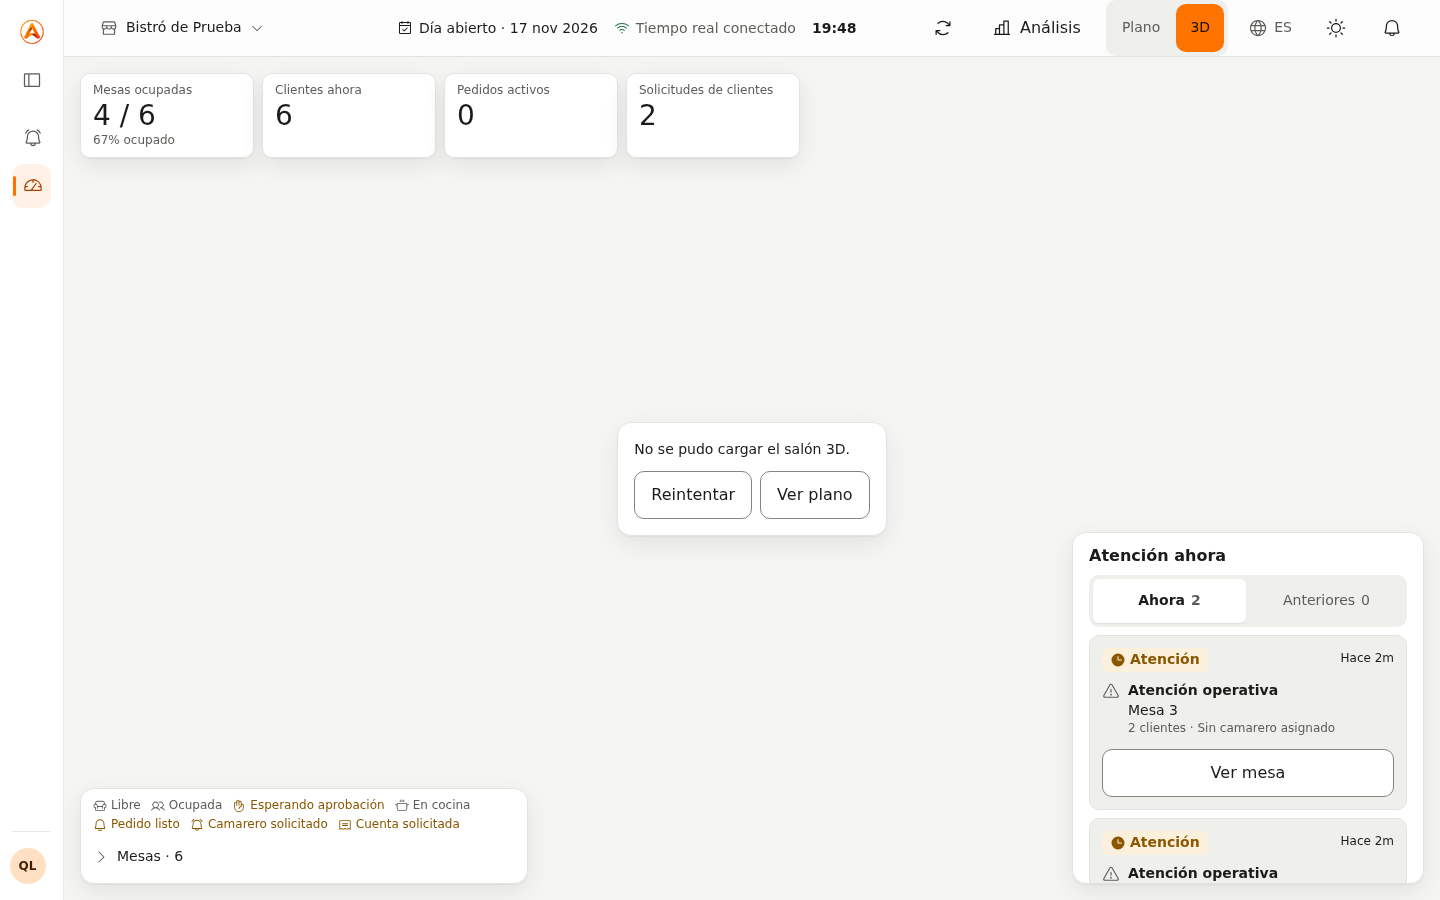 Bistró de Prueba
Día abierto · 17 nov 2026
Tiempo real conectado
19:48
Análisis
Plano
3D
ES
Mesas ocupadas
4 / 6
67% ocupado
Clientes ahora
6
Pedidos activos
0
Solicitudes de clientes
2
No se pudo cargar el salón 3D.
Reintentar
Ver plano
Atención ahora
Ahora 2
Anteriores 0
Atención
Hace 2m
Atención operativa
Mesa 3
2 clientes · Sin camarero asignado
Ver mesa
Atención
Hace 2m
Atención operativa
Libre
Ocupada
Esperando aprobación
En cocina
Pedido listo
Camarero solicitado
Cuenta solicitada
Mesas · 6
QL